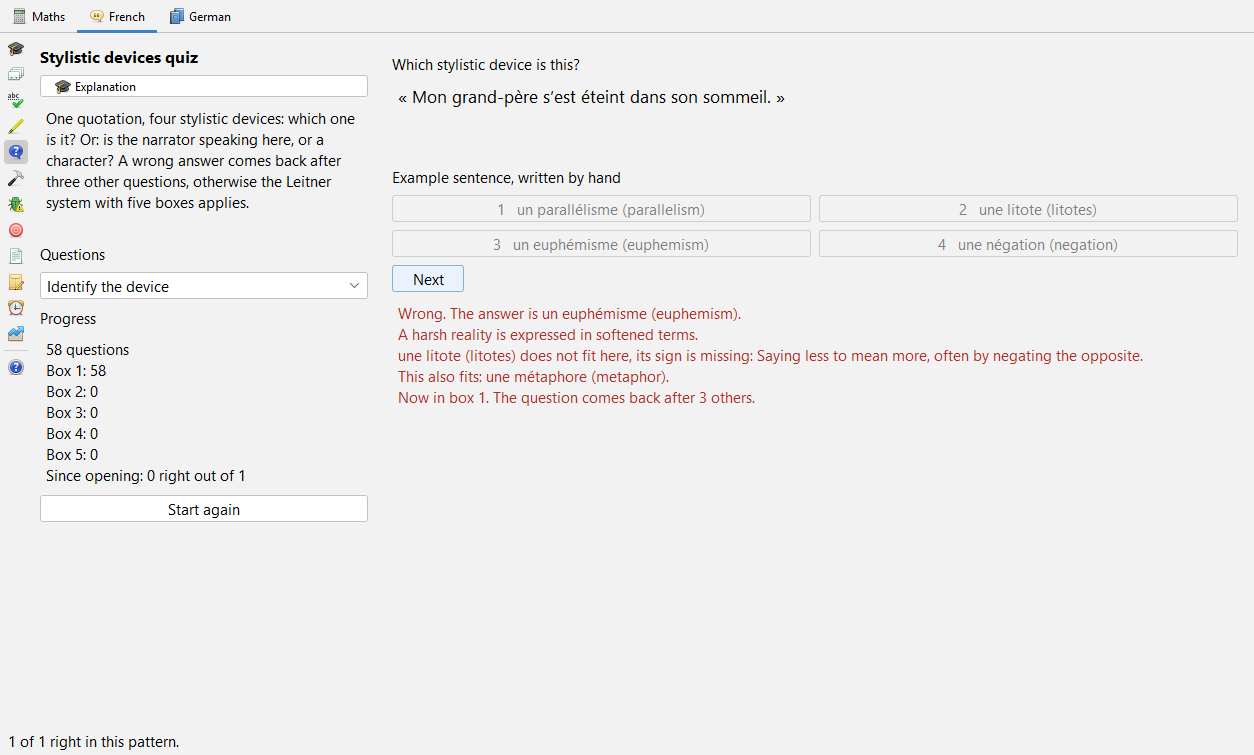 Maths
French
German
Stylistic devices quiz
Explanation
One quotation, four stylistic devices: which one
is it? Or: is the narrator speaking here, or a
character? A wrong answer comes back after
three other questions, otherwise the Leitner
system with five boxes applies.
Questions
Identify the device
Progress
58 questions
Box 1: 58
Box 2: 0
Box 3: 0
Box 4: 0
Box 5: 0
Since opening: 0 right out of 1
Start again
Which stylistic device is this?
« Mon grand-père s’est éteint dans son sommeil. »
Example sentence, written by hand
1 un parallélisme (parallelism)
2 une litote (litotes)
3 un euphémisme (euphemism)
4 une négation (negation)
Next
Wrong. The answer is un euphémisme (euphemism).
A harsh reality is expressed in softened terms.
une litote (litotes) does not fit here, its sign is missing: Saying less to mean more, often by negating the opposite.
This also fits: une métaphore (metaphor).
Now in box 1. The question comes back after 3 others.
1 of 1 right in this pattern.